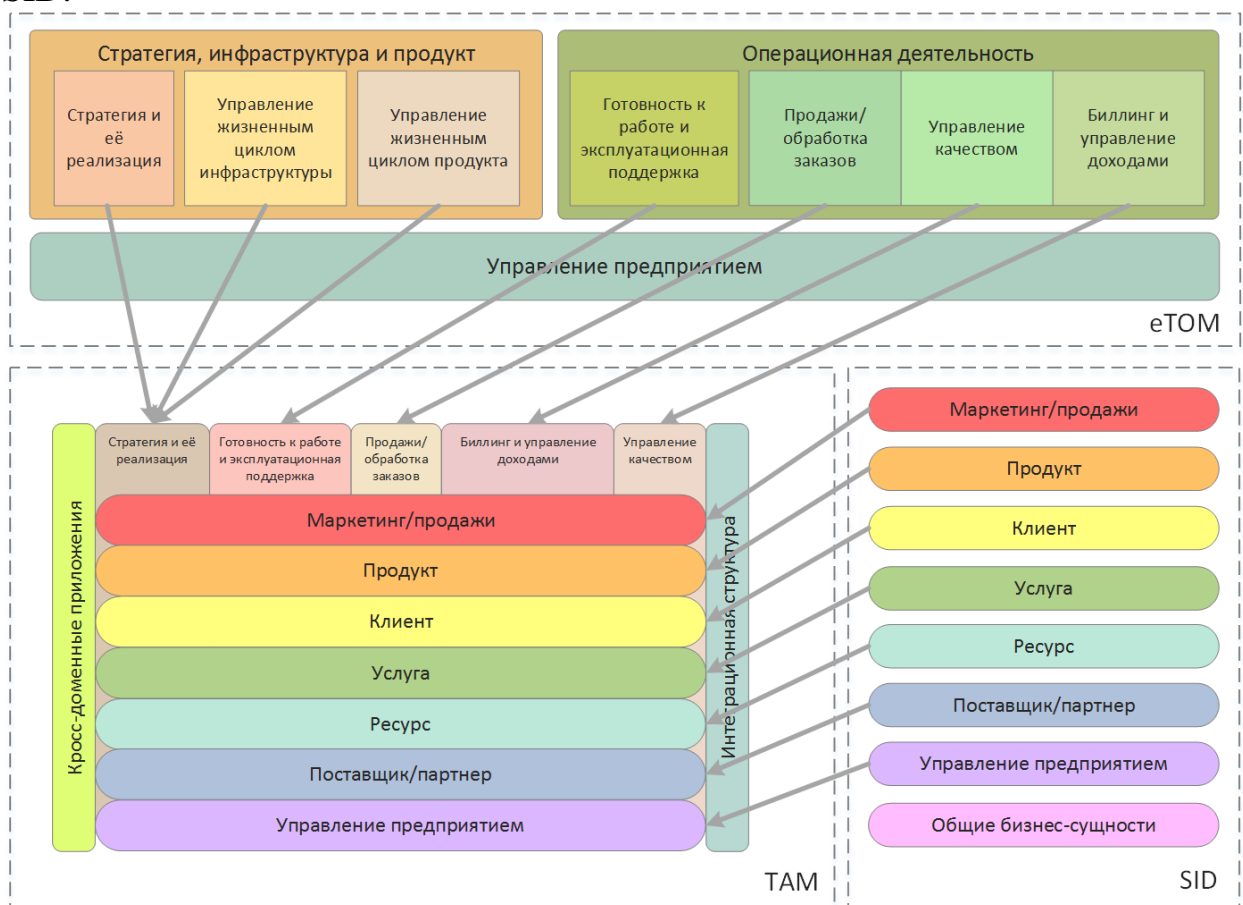 SID.
Стратегия, инфраструктура и продукт
Стратегия и
её
реализация
Управление
жизненным
циклом
инфраструктуры
Управление
жизненным
циклом продукта
Операционная деятельность
Готовность к
работе и
эксплуатационная
поддержка
Продажи/
обработка
заказов
Управление
качеством
Биллинг и
управление
доходами
Управление предприятием
eTOM
Кросс-доменные приложения
Стратегия и её
реализация
Готовность к работе
и эксплуатационная
поддержка
Продажи/
обработка
заказов
Биллинг и управление
доходами
Управление
качеством
Интеграционная структура
Маркетинг/продажи
Продукт
Клиент
Услуга
Ресурс
Поставщик/партнер
Управление предприятием
TAM
Маркетинг/продажи
Продукт
Клиент
Услуга
Ресурс
Поставщик/партнер
Управление предприятием
Общие бизнес-сущности
SID